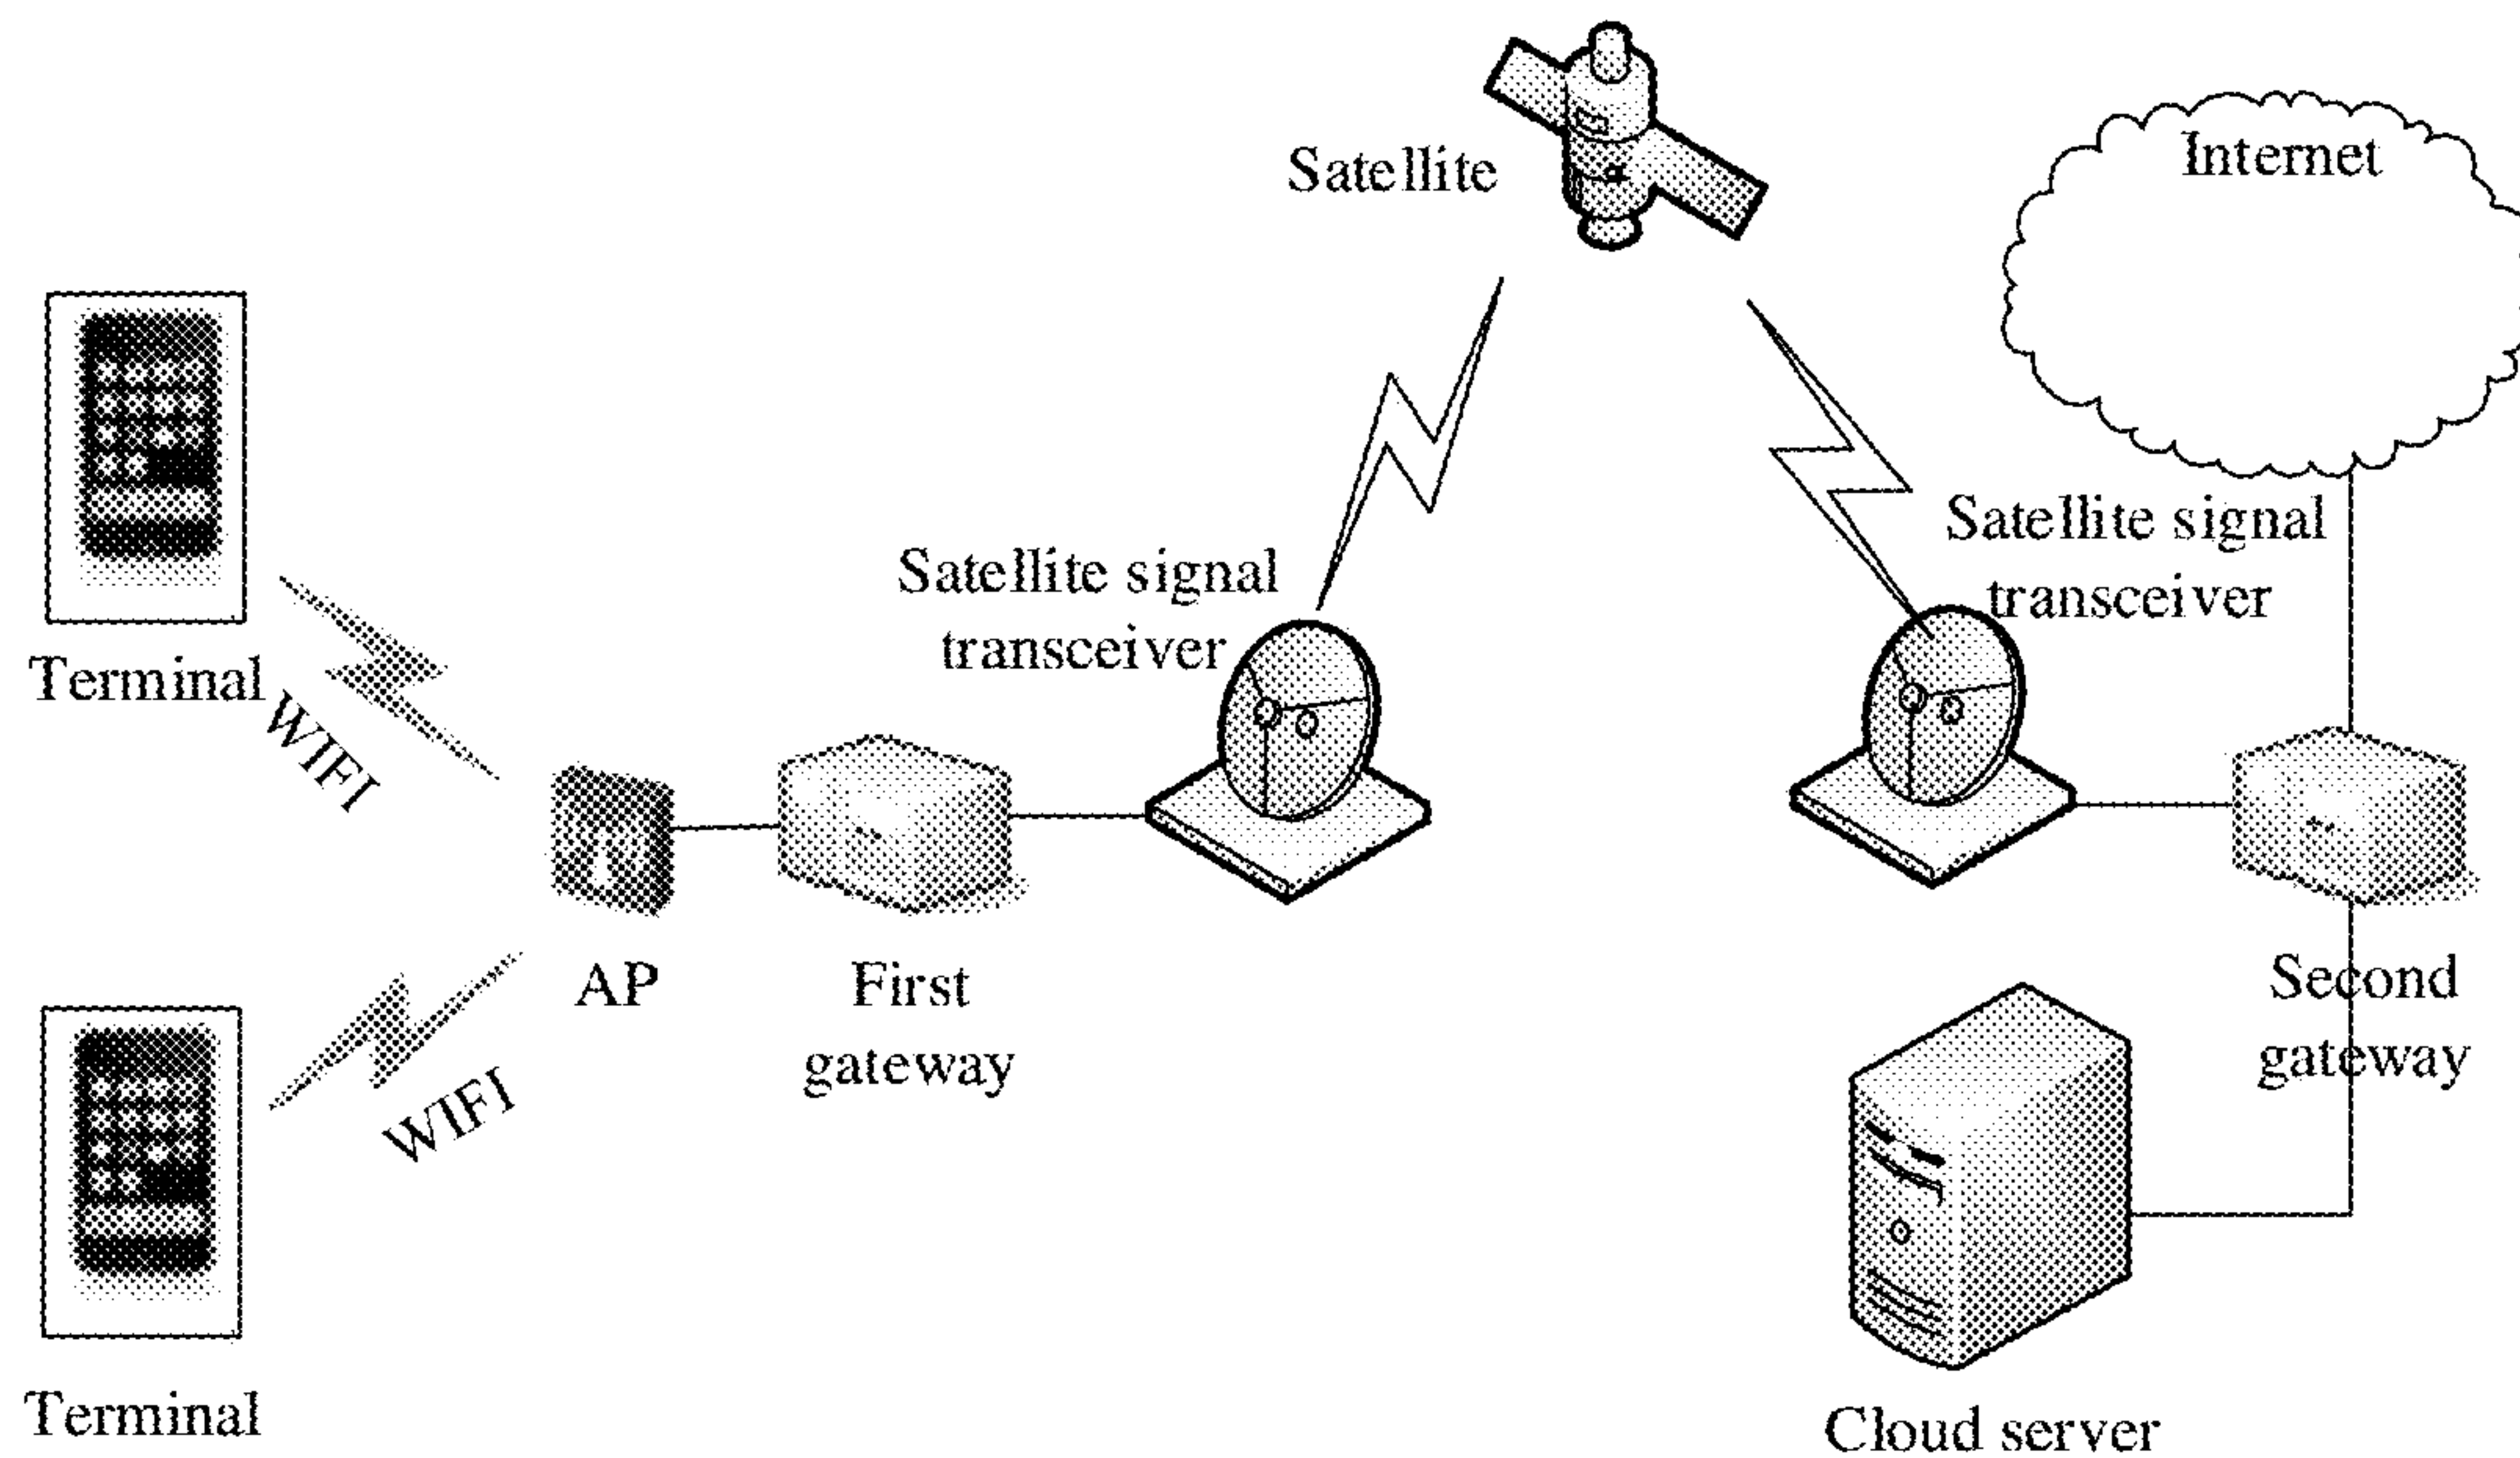 Satellite
Internet
Satellite signal
transceiver
Satellite signal
transceiver
Terminal
WIFI
AP
First
gateway
Second
gateway
WIFI
Terminal
Cloud server